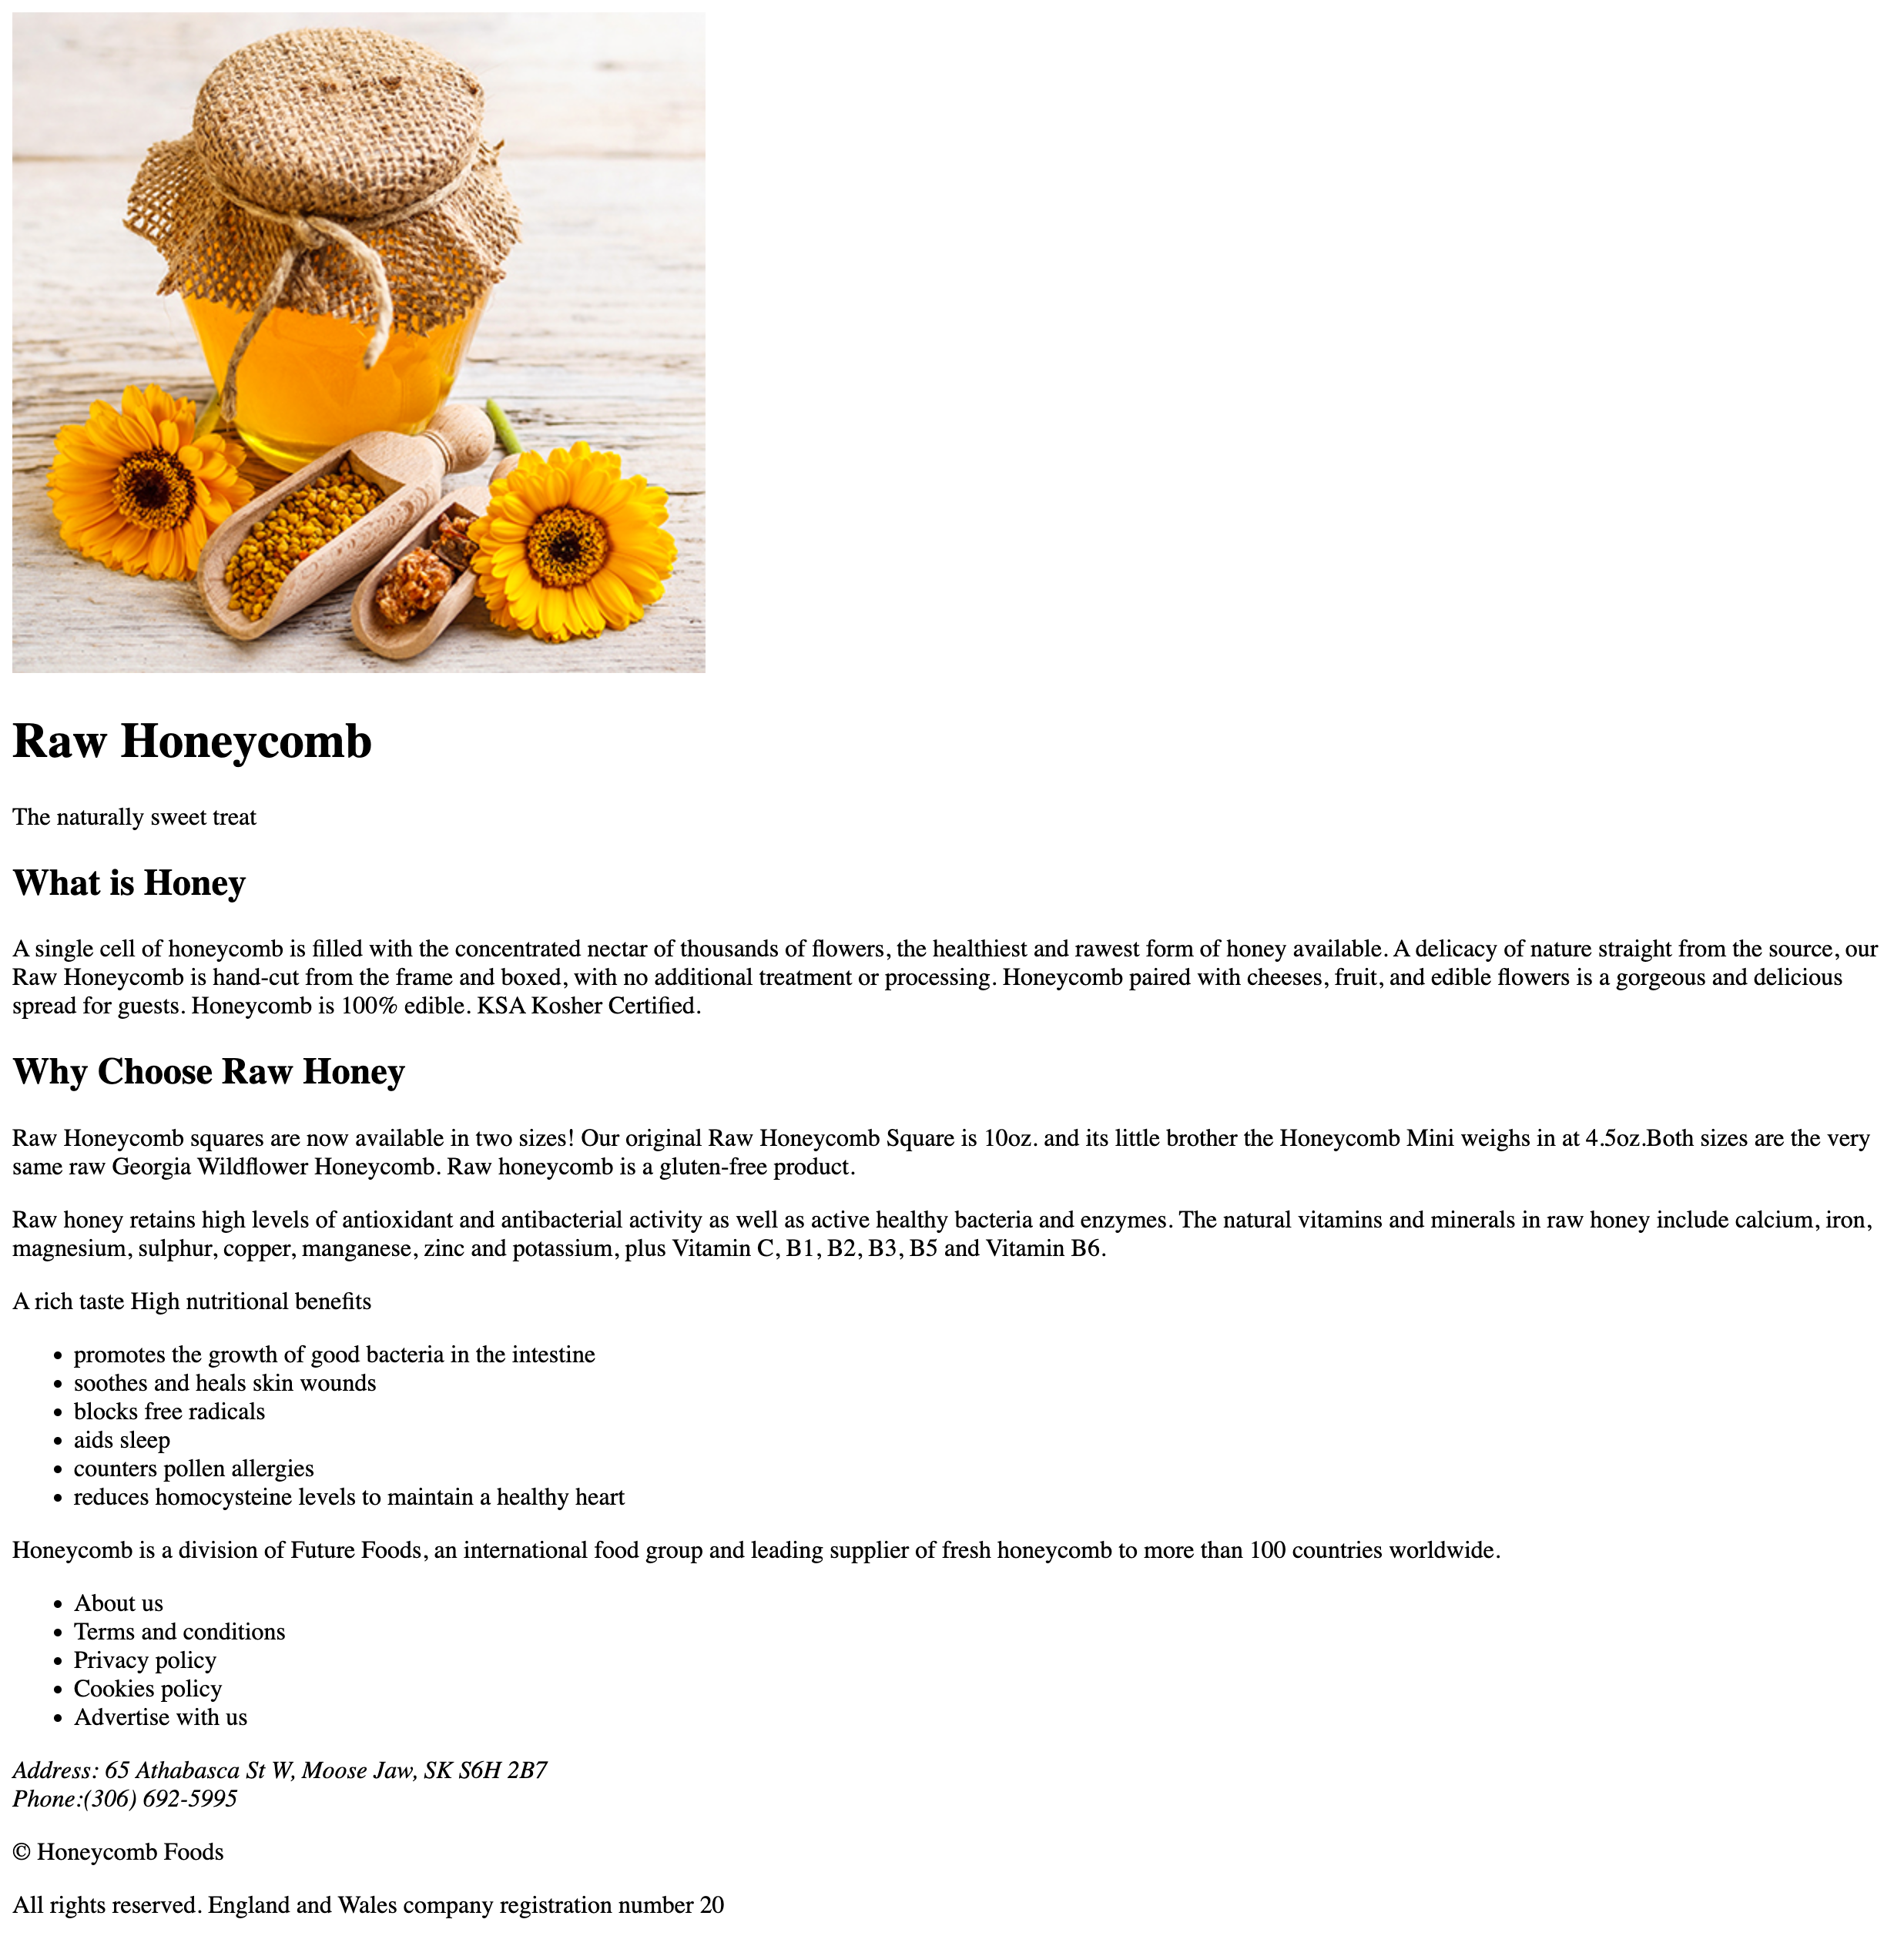 Raw Honeycomb
The naturally sweet treat
What is Honey
A single cell of honeycomb is filled with the concentrated nectar of thousands of flowers, the healthiest and rawest form of honey available. A delicacy of nature straight from the source, our
Raw Honeycomb is hand-cut from the frame and boxed, with no additional treatment or processing. Honeycomb paired with cheeses, fruit, and edible flowers is a gorgeous and delicious
spread for guests. Honeycomb is 100% edible. KSA Kosher Certified.
Why Choose Raw Honey
Raw Honeycomb squares are now available in two sizes! Our original Raw Honeycomb Square is 10oz. and its little brother the Honeycomb Mini weighs in at 4.5oz.Both sizes are the very
same raw Georgia Wildflower Honeycomb. Raw honeycomb is a gluten-free product.
Raw honey retains high levels of antioxidant and antibacterial activity as well as active healthy bacteria and enzymes. The natural vitamins and minerals in raw honey include calcium, iron,
magnesium, sulphur, copper, manganese, zinc and potassium, plus Vitamin C, B1, B2, B3, B5 and Vitamin B6.
A rich taste High nutritional benefits
• promotes the growth of good bacteria in the intestine
• soothes and heals skin wounds
• blocks free radicals
• aids sleep
• counters pollen allergies
• reduces homocysteine levels to maintain a healthy heart
Honeycomb is a division of Future Foods, an international food group and leading supplier of fresh honeycomb to more than 100 countries worldwide.
• About us
• Terms and conditions
• Privacy policy
• Cookies policy
• Advertise with us
Address: 65 Athabasca St W, Moose Jaw, SK S6H 2B7
Phone:(306) 692-5995
© Honeycomb Foods
All rights reserved. England and Wales company registration number 20